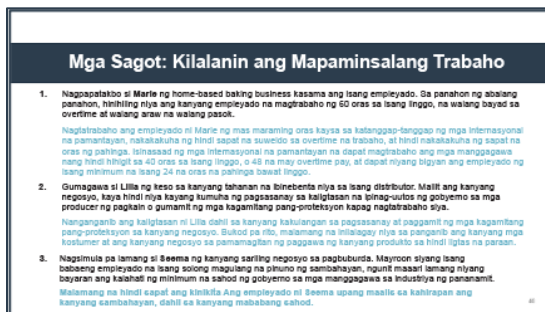 Mga Sagot: Kilalanin ang Mapaminsalang Trabaho
1. Nagpapatakbo si Marie ng home-based baking business kasama ang isang empleyado. Sa panahon ng abalang
panahon, hinihiling niya ang kanyang empleyado na magtrabaho ng 60 oras sa isang linggo, na walang bayad sa
overtime at walang araw na walang pasok.
Nagtatrabaho ang empleyado ni Marie ng mas maraming oras kaysa sa katanggap-tanggap ng mga internasyonal
na pamantayan, nakakakuha ng hindi sapat na suweldo sa overtime na trabaho, at hindi nakakakuha ng sapat na
oras ng pahinga. Isinasaad ng mga internasyonal na pamantayan na dapat magtrabaho ang mga manggagawa
nang hindi hihigit sa 40 oras sa isang linggo, o 48 na may overtime pay, at dapat niyang bigyan ang empleyado ng
isang minimum na isang 24 na oras na pahinga bawat linggo.
2. Gumagawa si Lilia ng keso sa kanyang tahanan na ibinebenta niya sa isang distributor. Maliit ang kanyang
negosyo, kaya hindi niya kayang kumuha ng pagsasanay sa kaligtasan na ipinag-uutos ng gobyerno sa mga
producer ng pagkain o gumamit ng mga kagamitang pang-proteksyon kapag nagtatrabaho siya.
Nanganganib ang kaligtasan ni Lilia dahil sa kanyang kakulangan sa pagsasanay at paggamit ng mga kagamitang
pang-proteksyon sa kanyang negosyo. Bukod pa rito, malamang na inilalagay niya sa panganib ang kanyang mga
kostumer at ang kanyang negosyo sa pamamagitan ng paggawa ng kanyang produkto sa hindi ligtas na paraan.
3. Nagsimula pa lamang si Seema ng kanyang sariling negosyo sa pagbuburda. Mayroon siyang isang
babaeng empleyado na isang solong magulang na pinuno ng sambahayan, ngunit maaari lamang niyang
bayaran ang kalahati ng minimum na sahod ng gobyerno sa mga manggagawa sa industriya ng pananamit.
Malamang na hindi sapat ang kinikita Ang empleyado ni Seema upang maalis sa kahirapan ang
kanyang sambahayan, dahil sa kanyang mababang sahod.